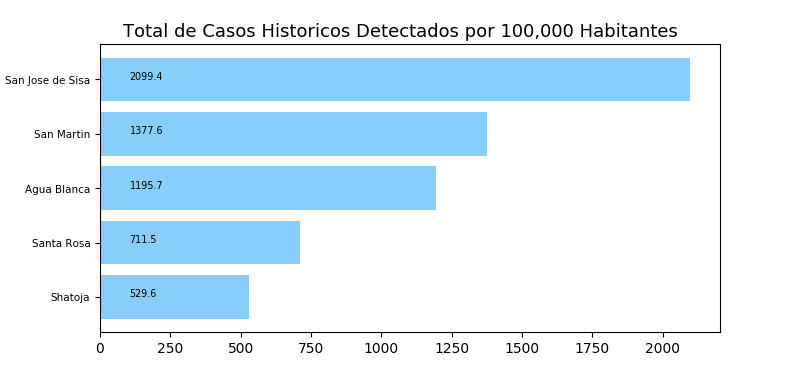 Total de Casos Historicos Detectados por 100,000 Habitantes
San Jose de Sisa 2099.4
San Martin 1377.6
Agua Blanca 1195.7
Santa Rosa 711.5
Shatoja 529.6
0 250 500 750 1000 1250 1500 1750 2000